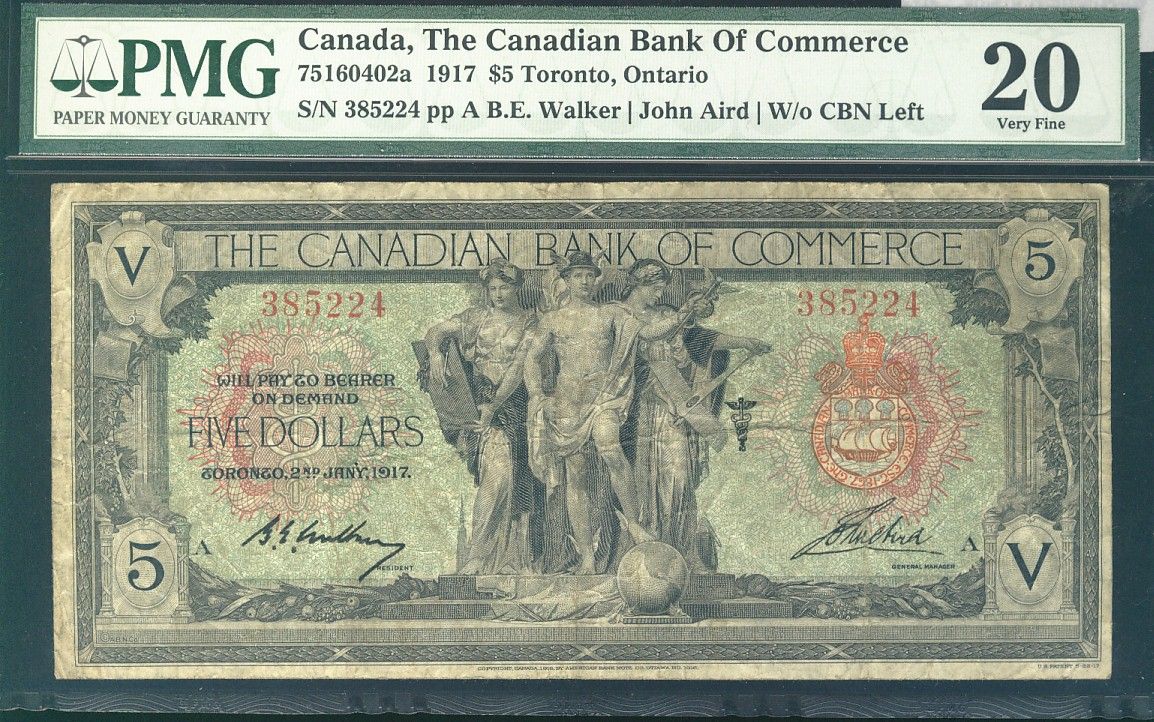 PMG
PAPER MONEY GUARANTY
Canada, The Canadian Bank Of Commerce
75160402a 1917 $5 Toronto, Ontario
S/N 385224 pp A B.E. Walker | John Aird | W/o CBN Left
20
Very Fine
V
THE CANADIAN BANK OF COMMERCE
5
385224
385224
WILL PAY TO BEARER
ON DEMAND
FIVE DOLLARS
TORONTO, 2ND JANY, 1917.
A
PRESIDENT
GENERAL MANAGER
A
5
V